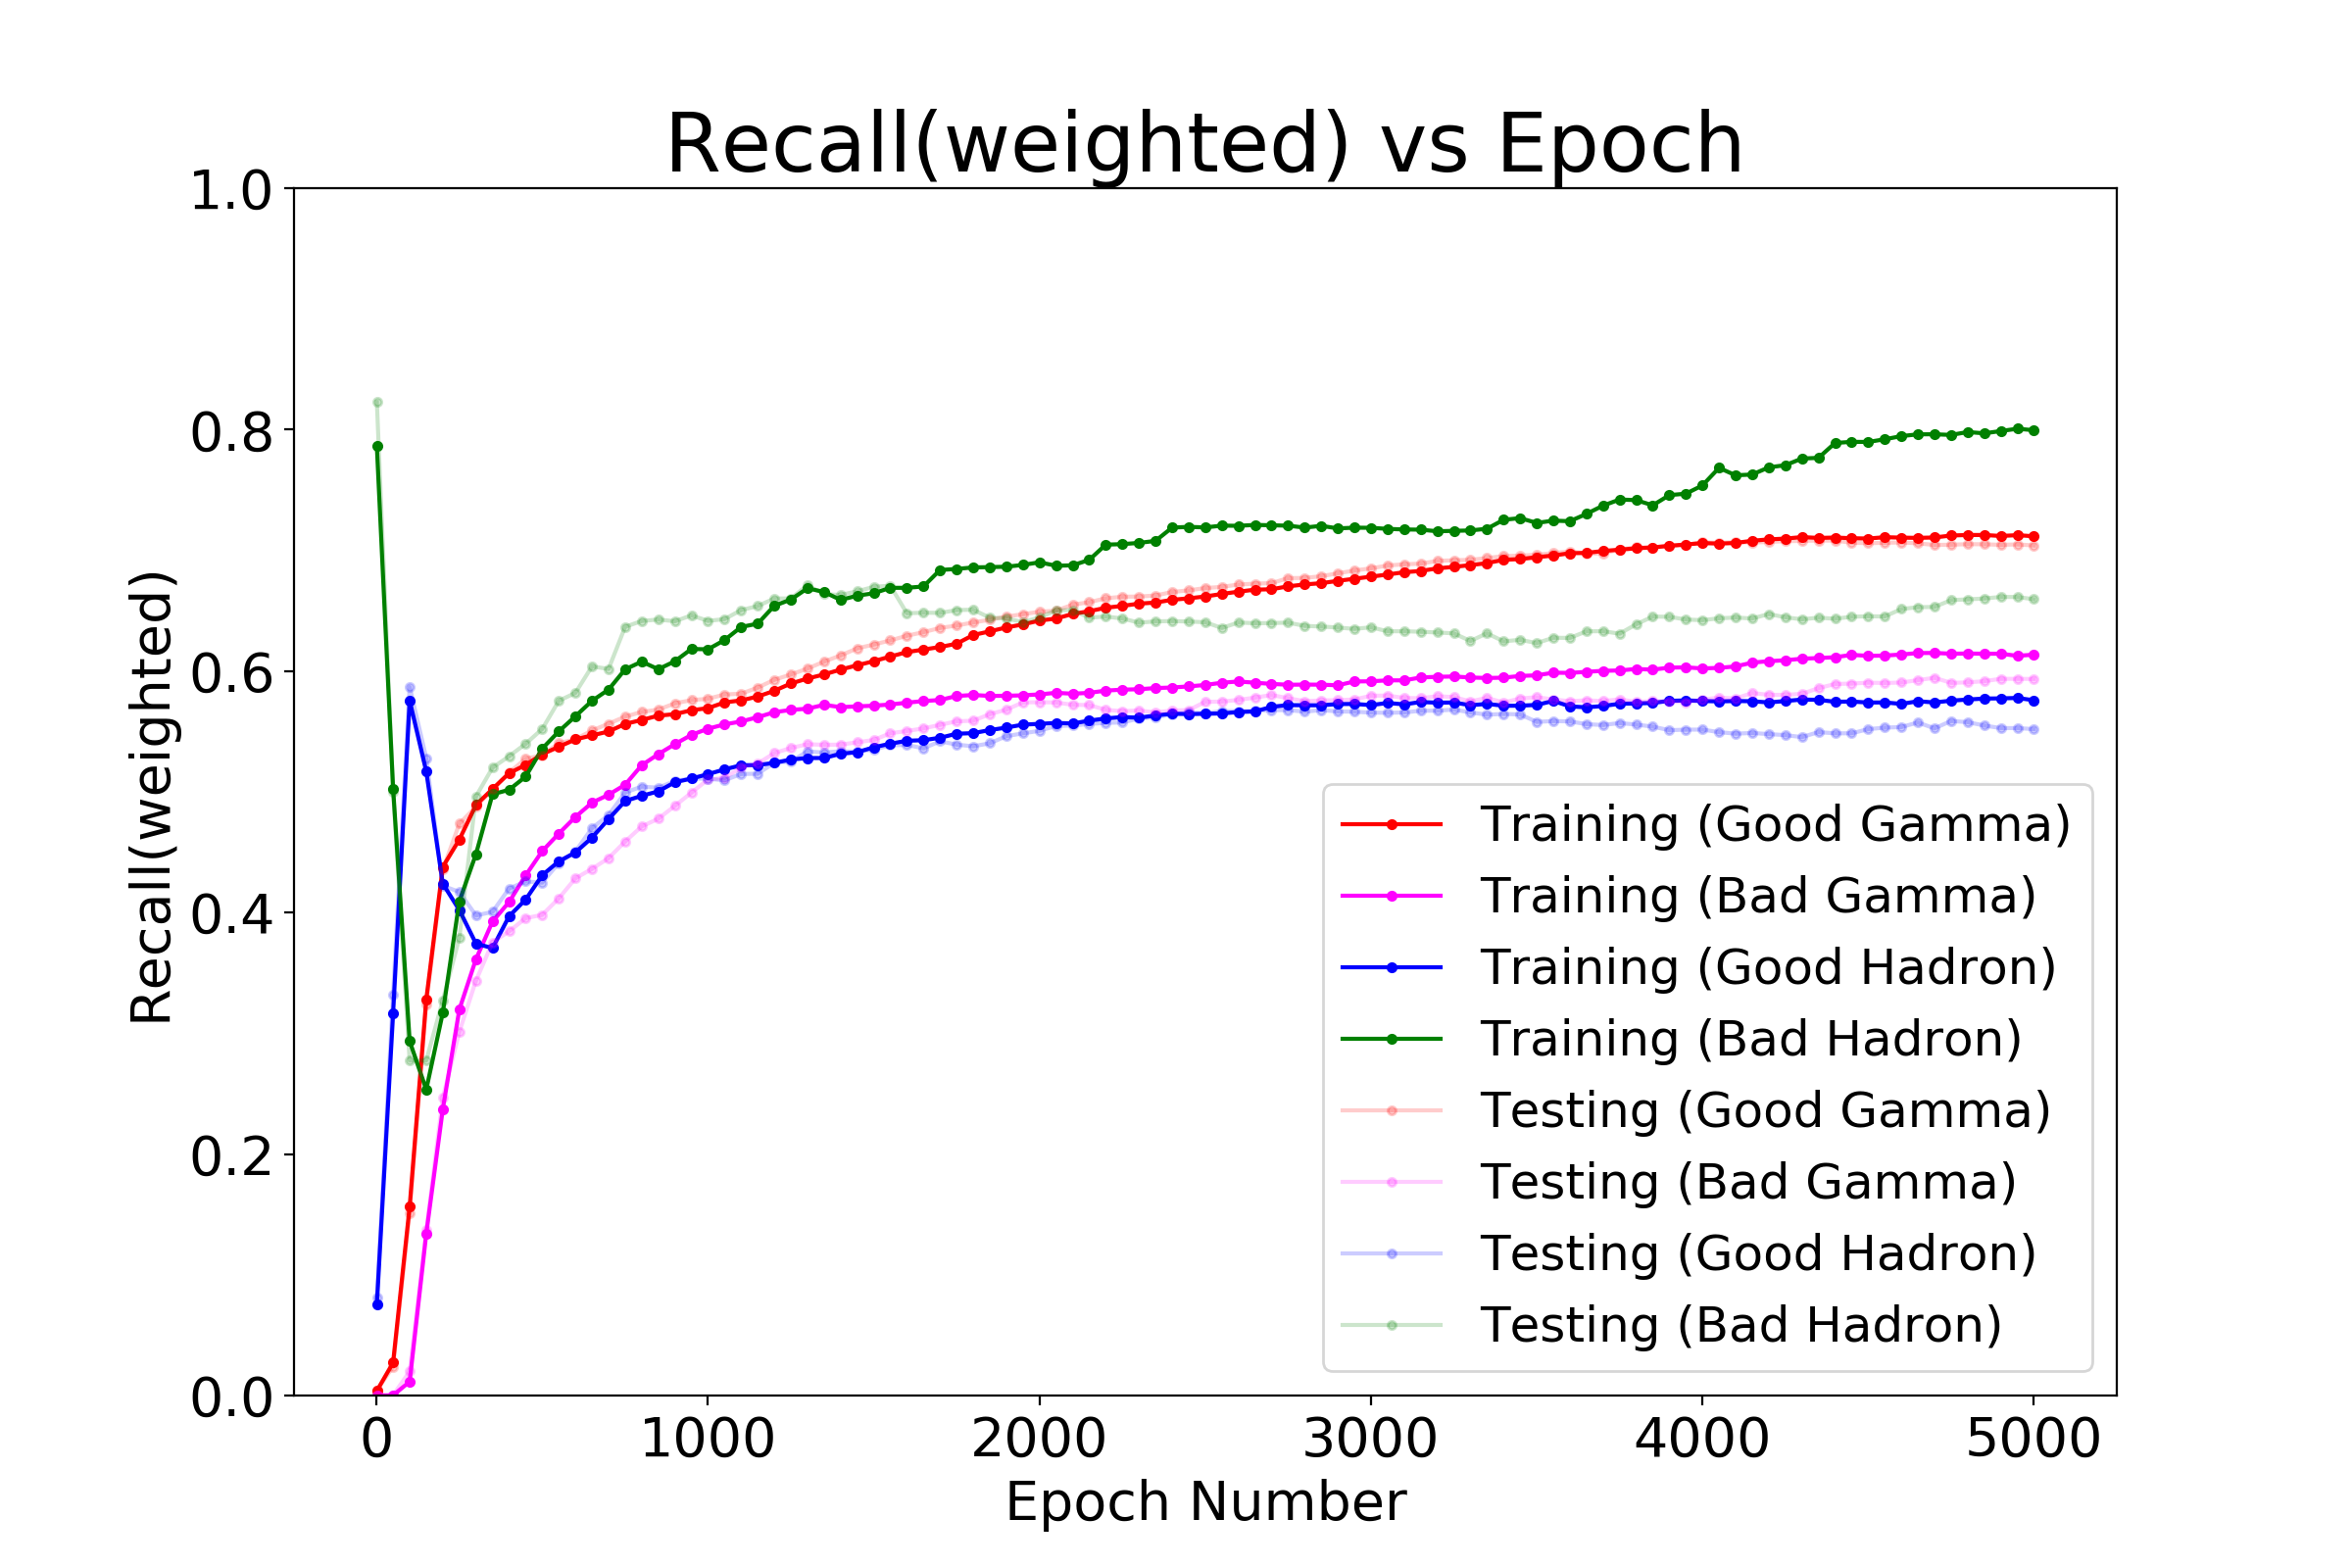 Recall(weighted) vs Epoch
1.0
0.8
0.6
0.4
0.2
0.0
Recall(weighted)
0 1000 2000 3000 4000 5000
Epoch Number
Training (Good Gamma)
Training (Bad Gamma)
Training (Good Hadron)
Training (Bad Hadron)
Testing (Good Gamma)
Testing (Bad Gamma)
Testing (Good Hadron)
Testing (Bad Hadron)